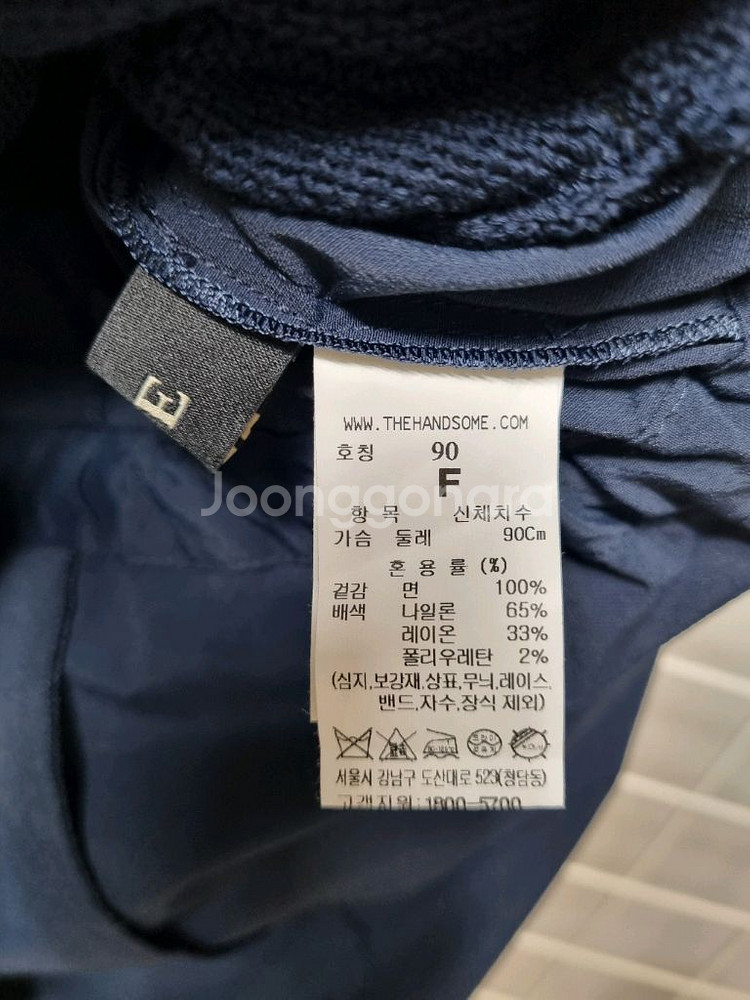 E
WWW.THEHANDSOME.COM
호칭 90
F
Joonggonara
항 목 신체치수
가슴 둘레 90Cm
혼 용 률 (%)
겉감 면 100%
배색 나일론 65%
레이온 33%
폴리우레탄 2%
(심지,보강재,상표,무늬,레이스,
밴드,자수,장식 제외)
서울시 강남구 도산대로 523(청담동)
고객지원:1800-5700